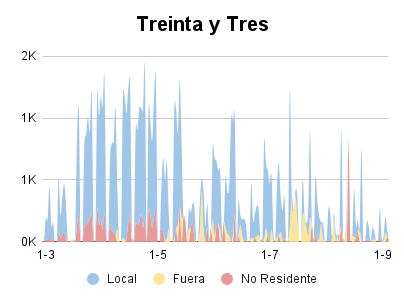 Treinta y Tres
2K
1K
1K
0K
1-3 1-5 1-7 1-9
Local Fuera No Residente